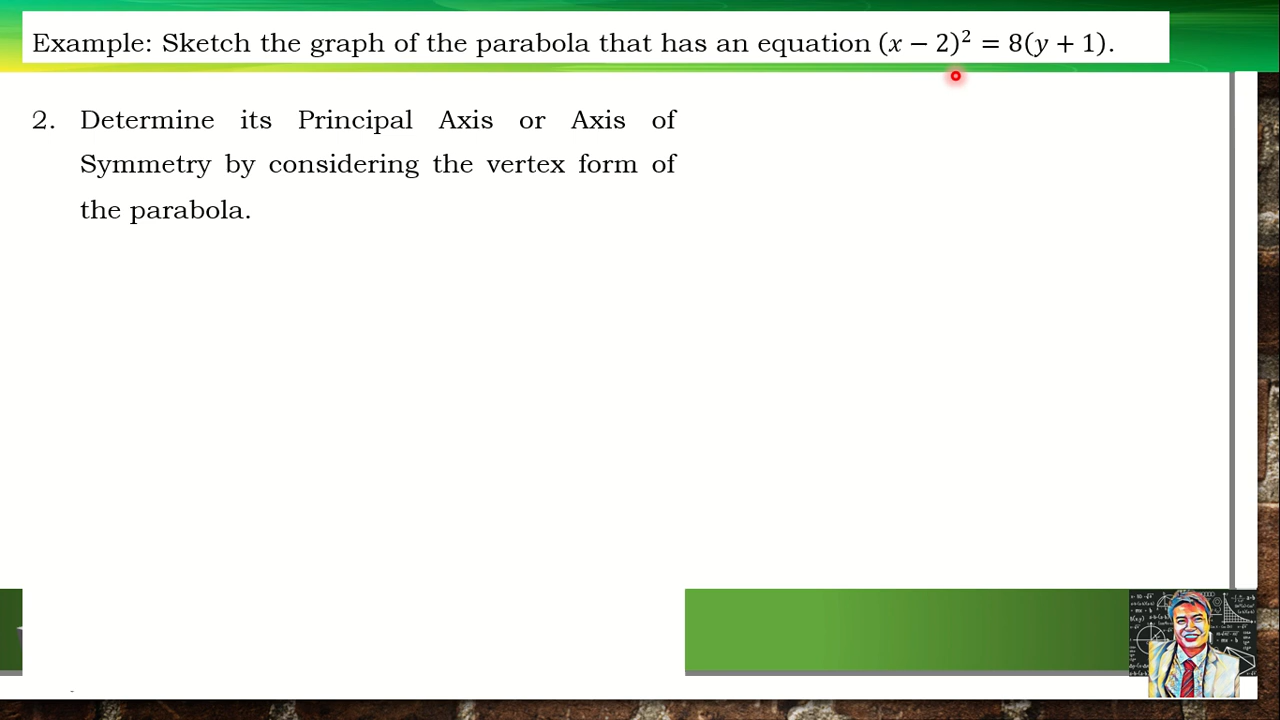 Example: Sketch the graph of the parabola that has an equation (x − 2)² = 8(y + 1).
2. Determine its Principal Axis or Axis of
Symmetry by considering the vertex form of
the parabola.